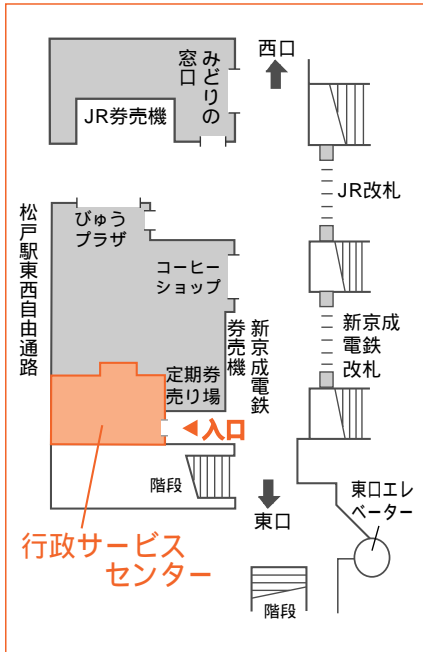 西口
みどりの
窓口
JR券売機
JR改札
松戸駅東西自由通路
びゅう
プラザ
コーヒー
ショップ
新京成電鉄
券売機
新京成
電鉄
改札
定期券
売り場
入口
階段
東口
東口エレ
ベーター
行政サービス
センター
階段